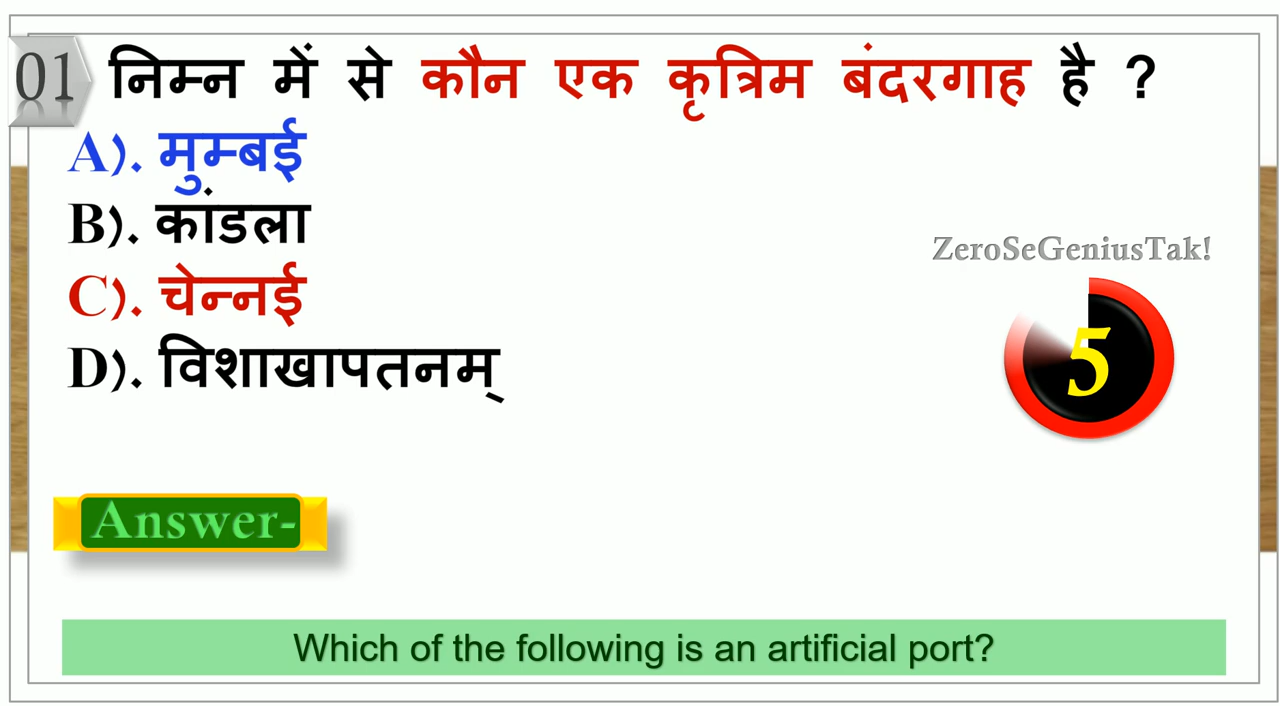 01 निम्न में से कौन एक कृत्रिम बंदरगाह है ?
A). मुम्बई
B). कांडला
ZeroSeGeniusTak!
C). चेन्नई
5
D). विशाखापतनम्
Answer-
Which of the following is an artificial port?